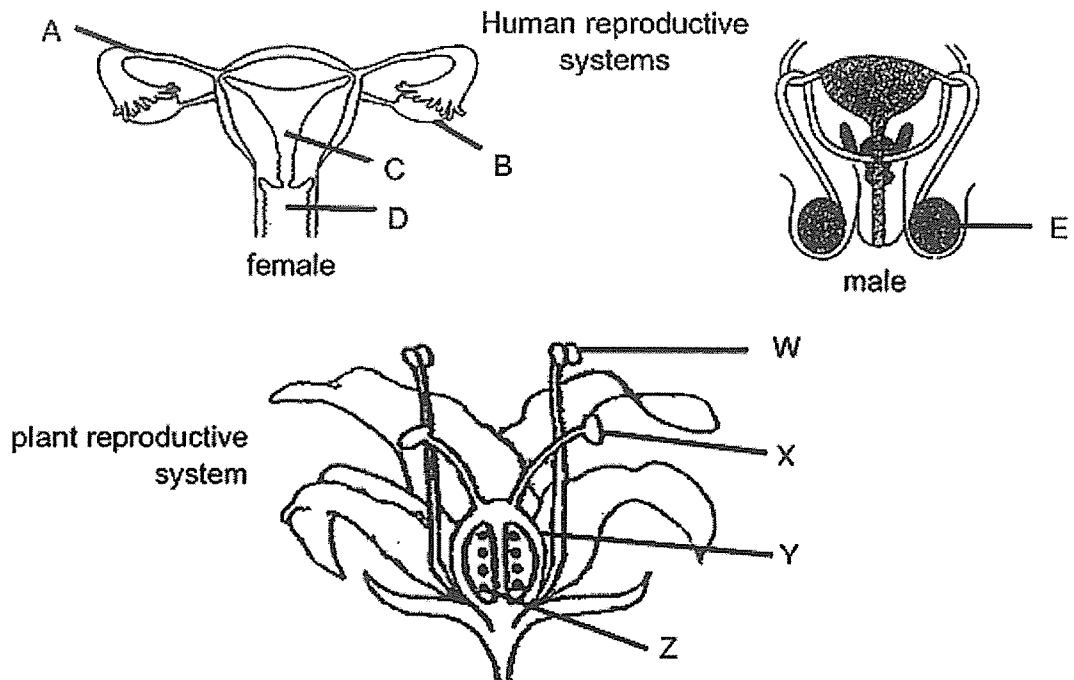 Human reproductive
systems
A
B
C
D
E
female
male
plant reproductive
system
W
X
Y
Z